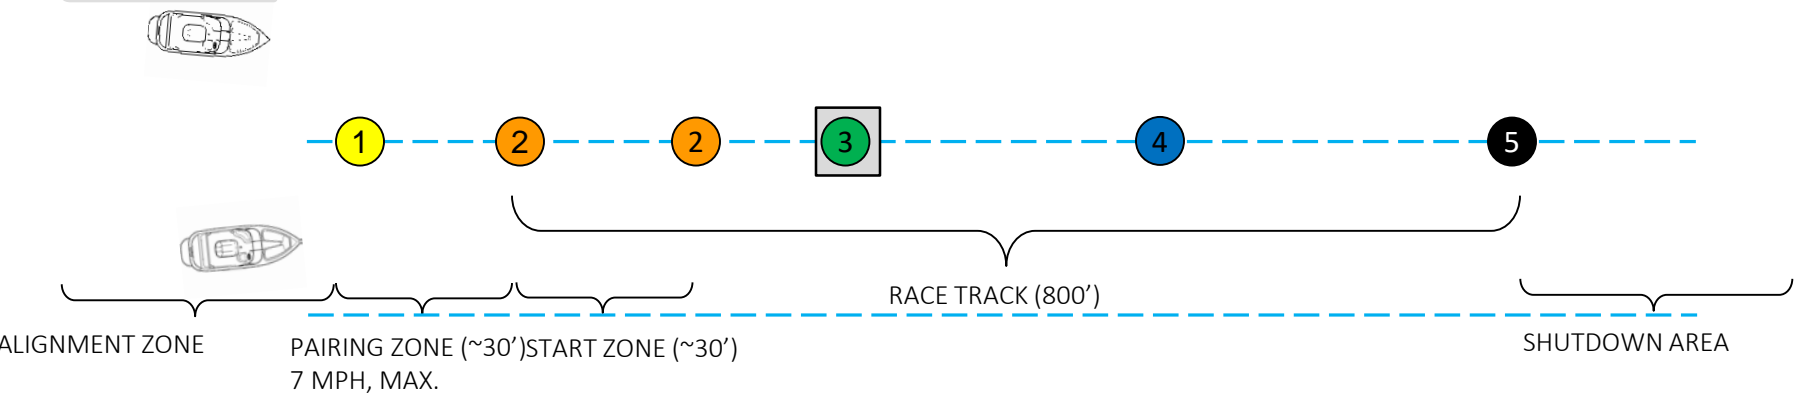 1 2 2 3 4 5
RACE TRACK (800’)
ALIGNMENT ZONE
PAIRING ZONE (~30’)
7 MPH, MAX.
START ZONE (~30’)
SHUTDOWN AREA